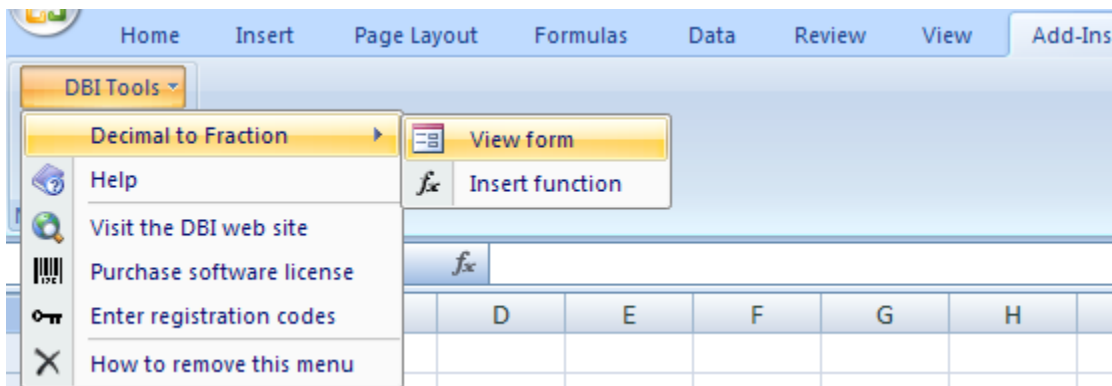 Home Insert Page Layout Formulas Data Review View Add-Ins
DBI Tools
Decimal to Fraction View form
Help fx Insert function
Visit the DBI web site
Purchase software license fx
Enter registration codes D E F G H
How to remove this menu